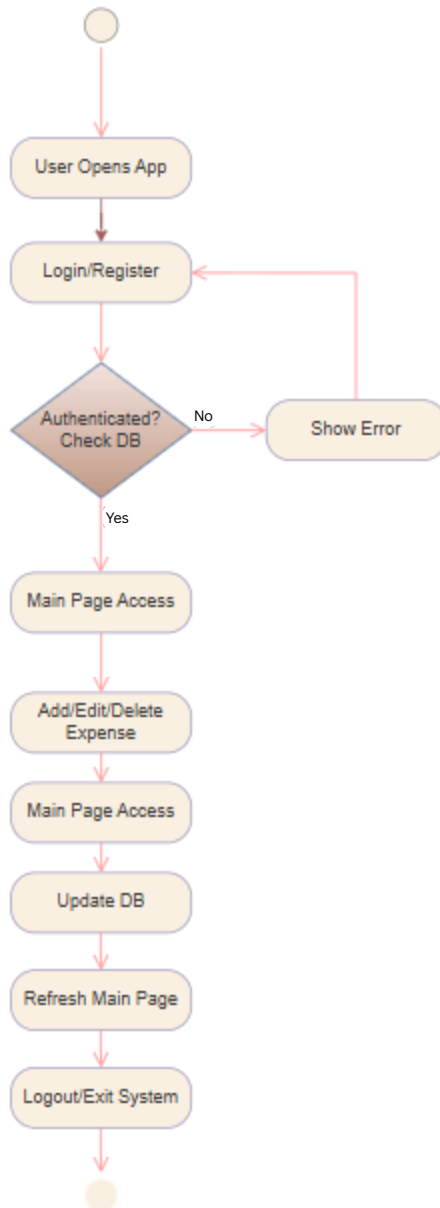 User Opens App
Login/Register
Authenticated?
Check DB
No
Show Error
Yes
Main Page Access
Add/Edit/Delete
Expense
Main Page Access
Update DB
Refresh Main Page
Logout/Exit System